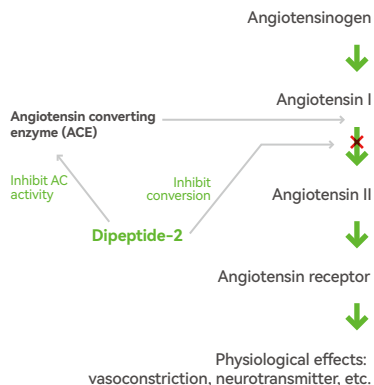 Angiotensinogen
Angiotensin I
Angiotensin converting
enzyme (ACE)
Inhibit AC
activity
Inhibit
conversion
Angiotensin II
Dipeptide-2
Angiotensin receptor
Physiological effects:
vasoconstriction, neurotransmitter, etc.